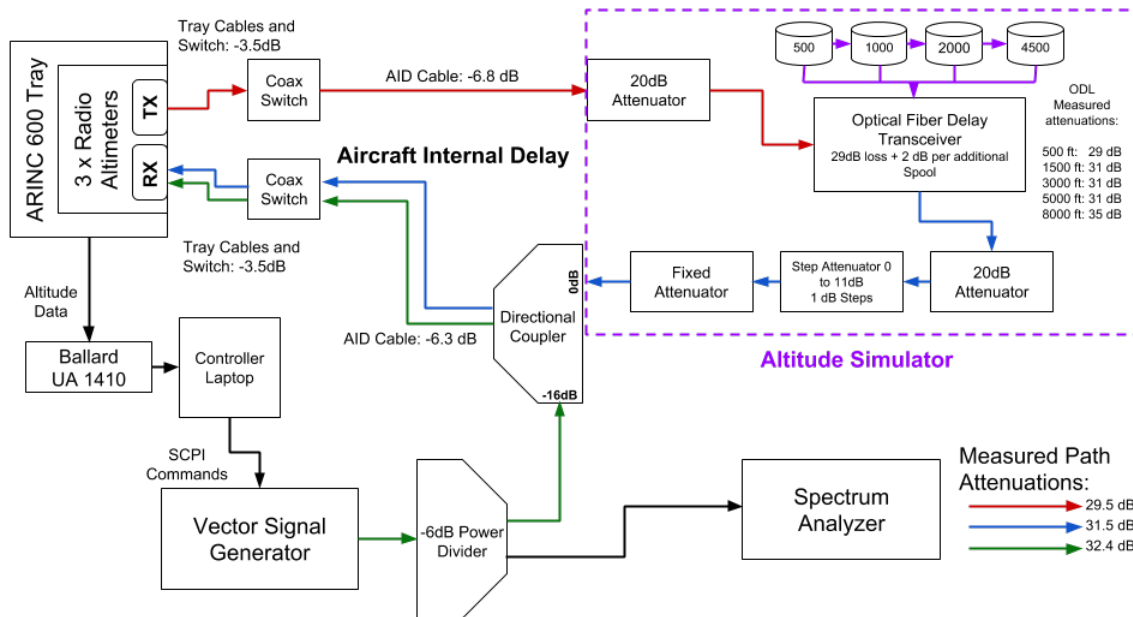 Tray Cables and
Switch: -3.5dB
ARINC 600 Tray
3 x Radio
Altimeters
TX
RX
Coax
Switch
AID Cable: -6.8 dB
20dB
Attenuator
500
1000
2000
4500
Optical Fiber Delay
Transceiver
29dB loss + 2 dB per additional
Spool
ODL
Measured
attenuations:
500 ft: 29 dB
1500 ft: 31 dB
3000 ft: 31 dB
5000 ft: 31 dB
8000 ft: 35 dB
Aircraft Internal Delay
Coax
Switch
Tray Cables and
Switch: -3.5dB
0dB
Directional
Coupler
-16dB
Fixed
Attenuator
Step Attenuator 0
to 11dB
1 dB Steps
20dB
Attenuator
Altitude Simulator
AID Cable: -6.3 dB
Altitude
Data
Ballard
UA 1410
Controller
Laptop
SCPI
Commands
Vector Signal
Generator
-6dB Power
Divider
Spectrum
Analyzer
Measured Path
Attenuations:
29.5 dB
31.5 dB
32.4 dB